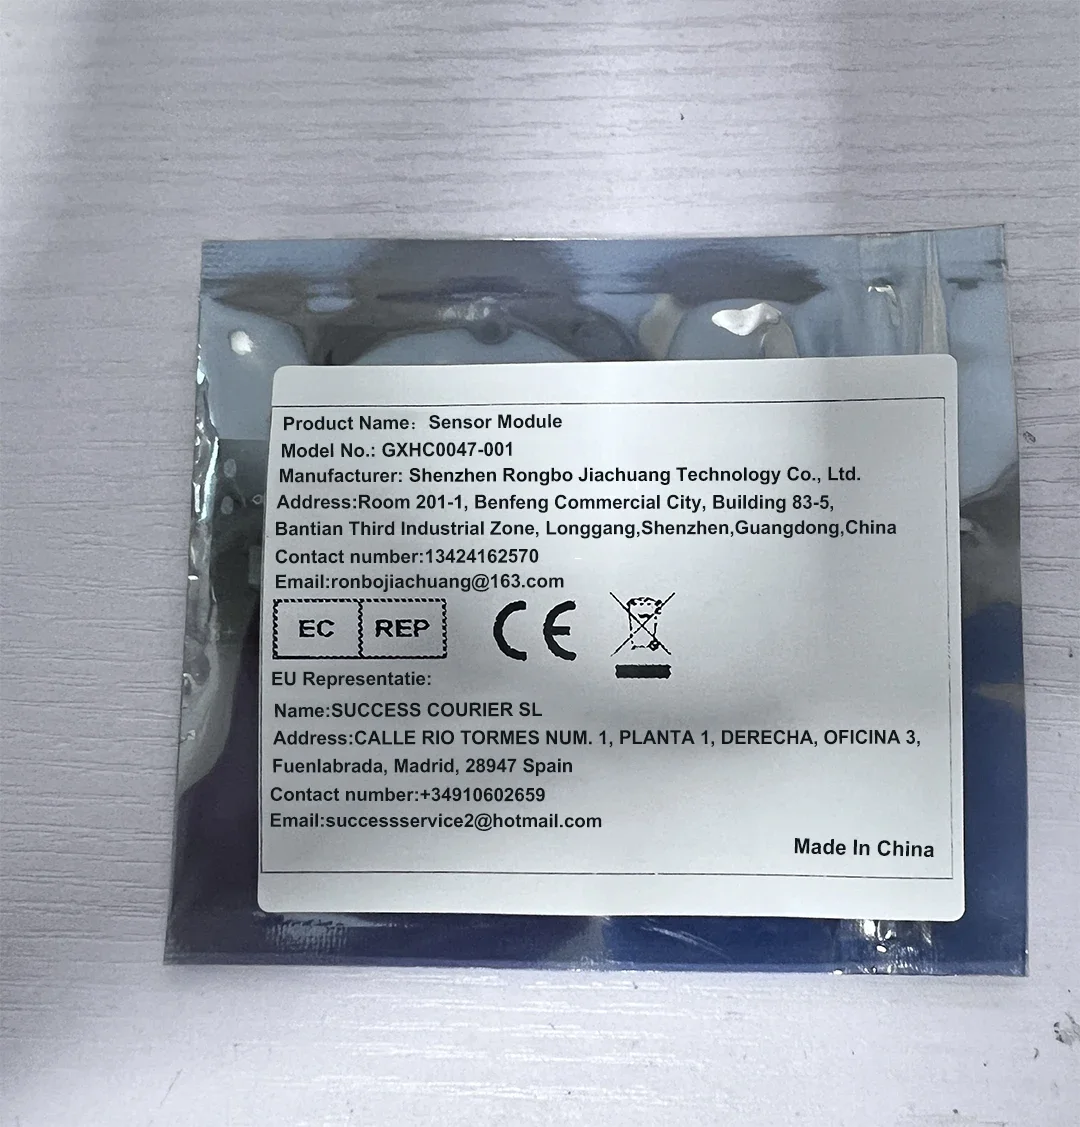 Product Name: Sensor Module
Model No.: GXHC0047-001
Manufacturer: Shenzhen Rongbo Jiachuang Technology Co., Ltd.
Address:Room 201-1, Benfeng Commercial City, Building 83-5,
Bantian Third Industrial Zone, Longgang,Shenzhen,Guangdong,China
Contact number:13424162570
Email:ronbojiachuang@163.com
EC REP CE
EU Representatie:
Name:SUCCESS COURIER SL
Address:CALLE RIO TORMES NUM. 1, PLANTA 1, DERECHA, OFICINA 3,
Fuenlabrada, Madrid, 28947 Spain
Contact number:+34910602659
Email:successservice2@hotmail.com
Made In China